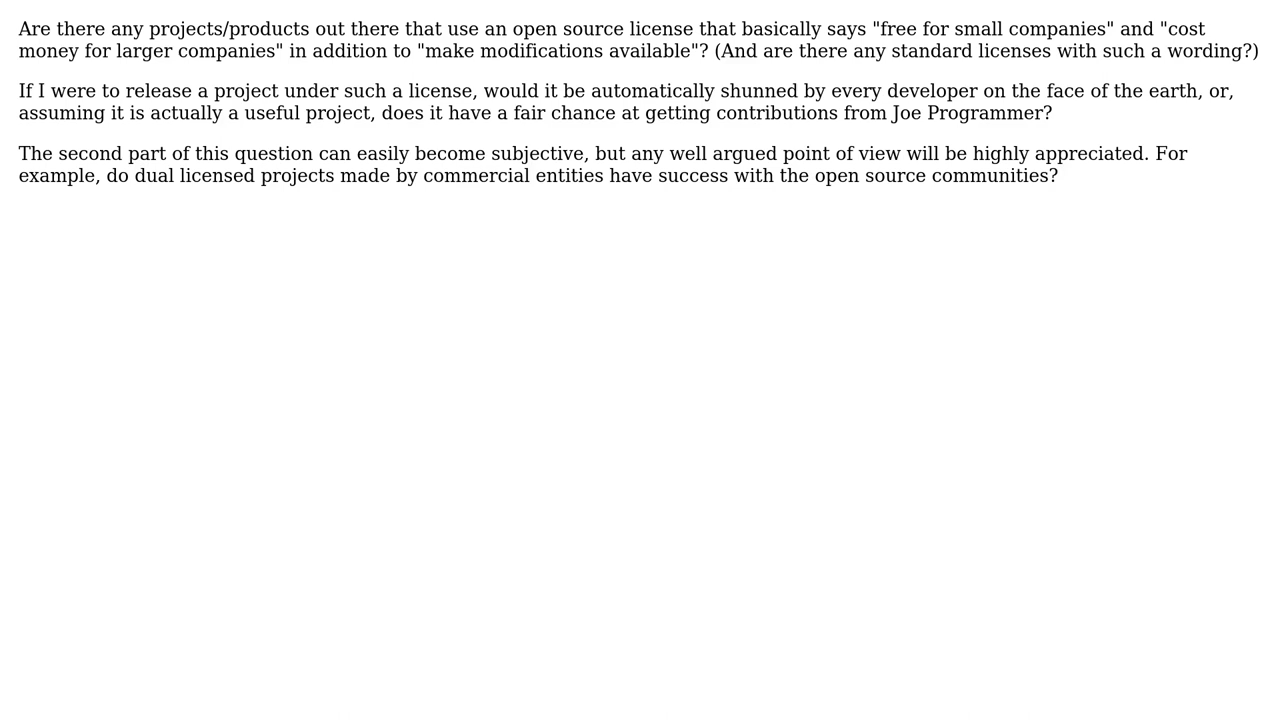 Are there any projects/products out there that use an open source license that basically says "free for small companies" and "cost
money for larger companies" in addition to "make modifications available"? (And are there any standard licenses with such a wording?)
If I were to release a project under such a license, would it be automatically shunned by every developer on the face of the earth, or,
assuming it is actually a useful project, does it have a fair chance at getting contributions from Joe Programmer?
The second part of this question can easily become subjective, but any well argued point of view will be highly appreciated. For
example, do dual licensed projects made by commercial entities have success with the open source communities?